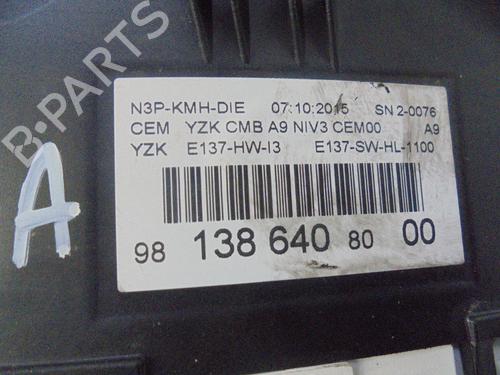 B-PARTS
N3P-KMH-DIE 07:10:2015 SN 2-0076
CEM YZK CMB A9 NIV3 CEM00 A9
YZK E137-HW-I3 E137-SW-HL-1100
98 138 640 80 00
A